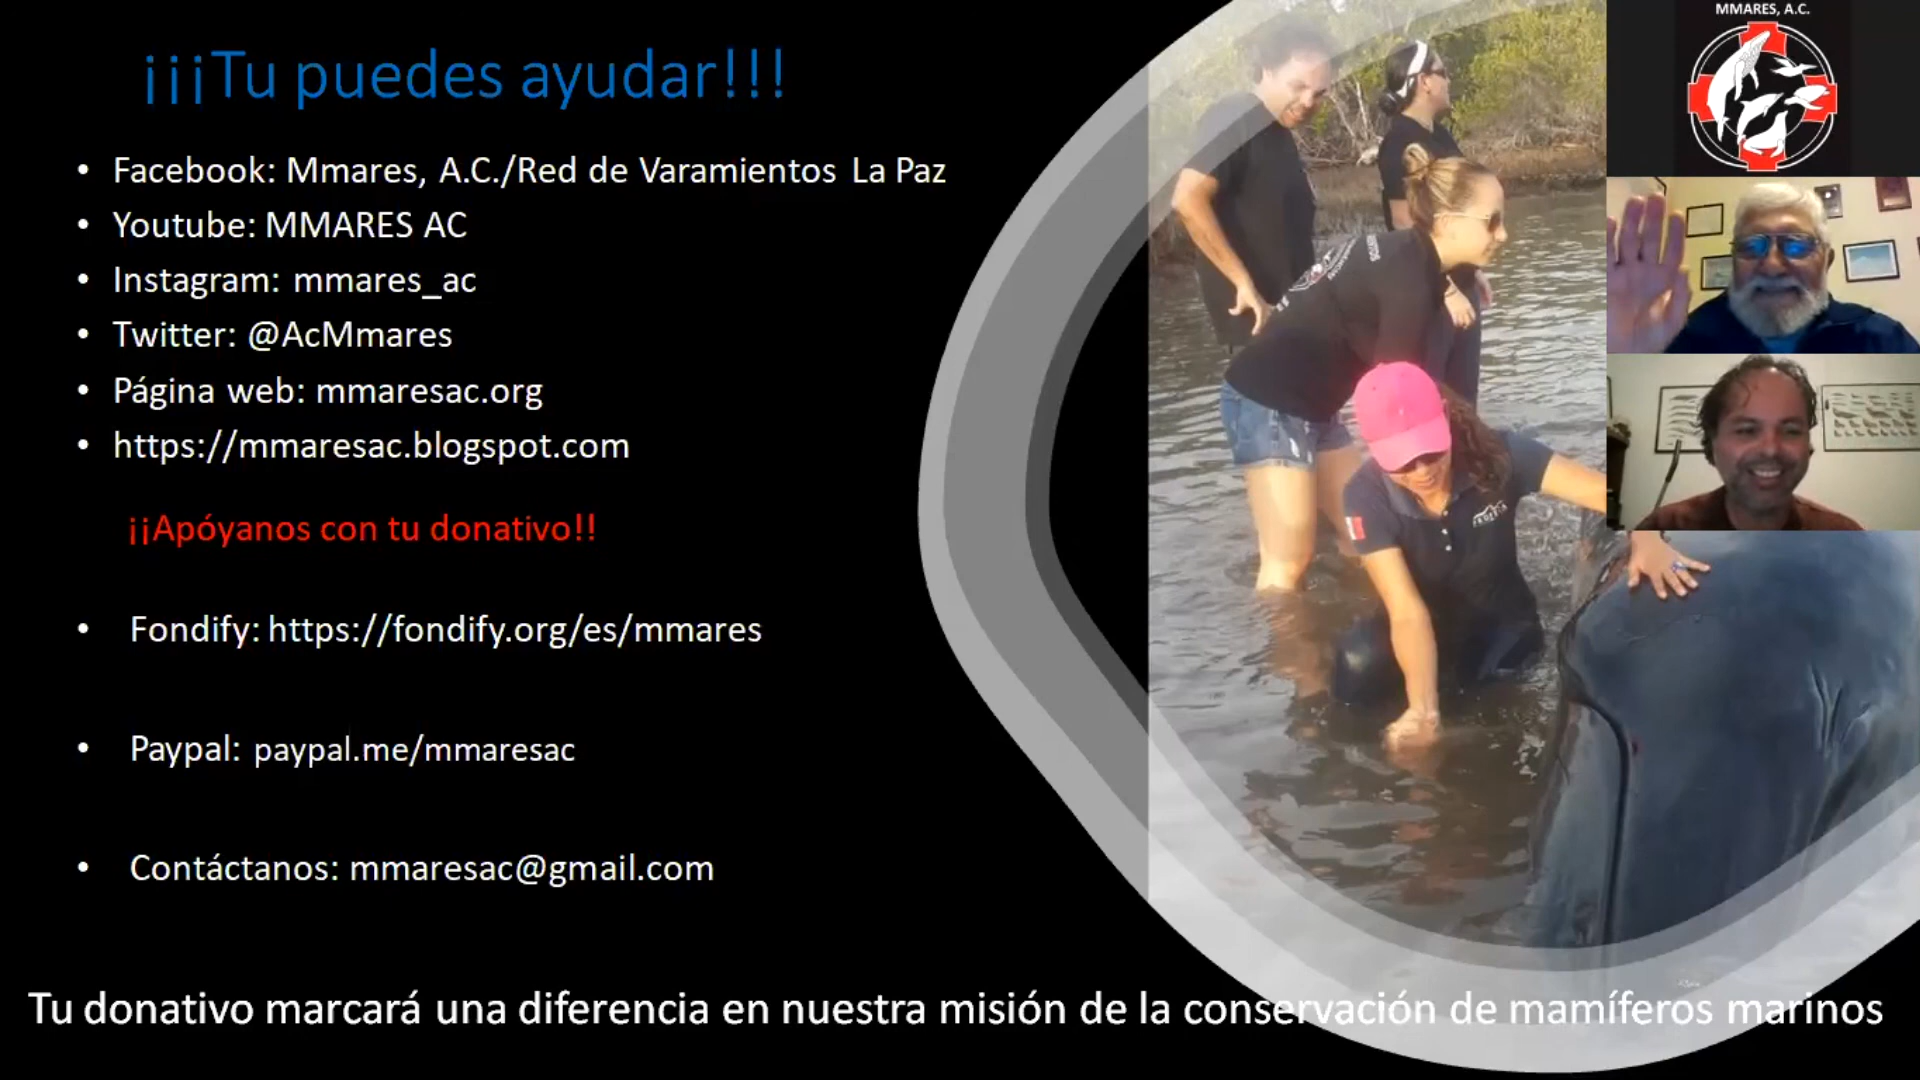 ¡¡¡Tu puedes ayudar!!!
• Facebook: Mmares, A.C./Red de Varamientos La Paz
• Youtube: MMARES AC
• Instagram: mmares_ac
• Twitter: @AcMmares
• Página web: mmaresac.org
• https://mmaresac.blogspot.com
¡¡Apóyanos con tu donativo!!
• Fondify: https://fondify.org/es/mmares
• Paypal: paypal.me/mmaresac
• Contáctanos: mmaresac@gmail.com
Tu donativo marcará una diferencia en nuestra misión de la conservación de mamíferos marinos
MMARES, A.C.